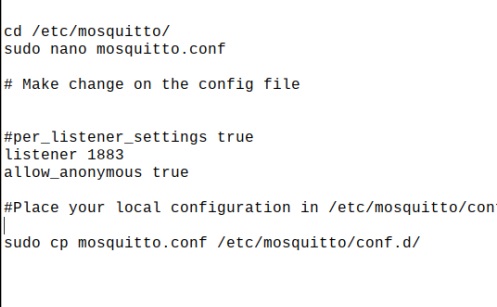 cd /etc/mosquitto/
sudo nano mosquitto.conf
# Make change on the config file
#per_listener_settings true
listener 1883
allow_anonymous true
#Place your local configuration in /etc/mosquitto/con
sudo cp mosquitto.conf /etc/mosquitto/conf.d/